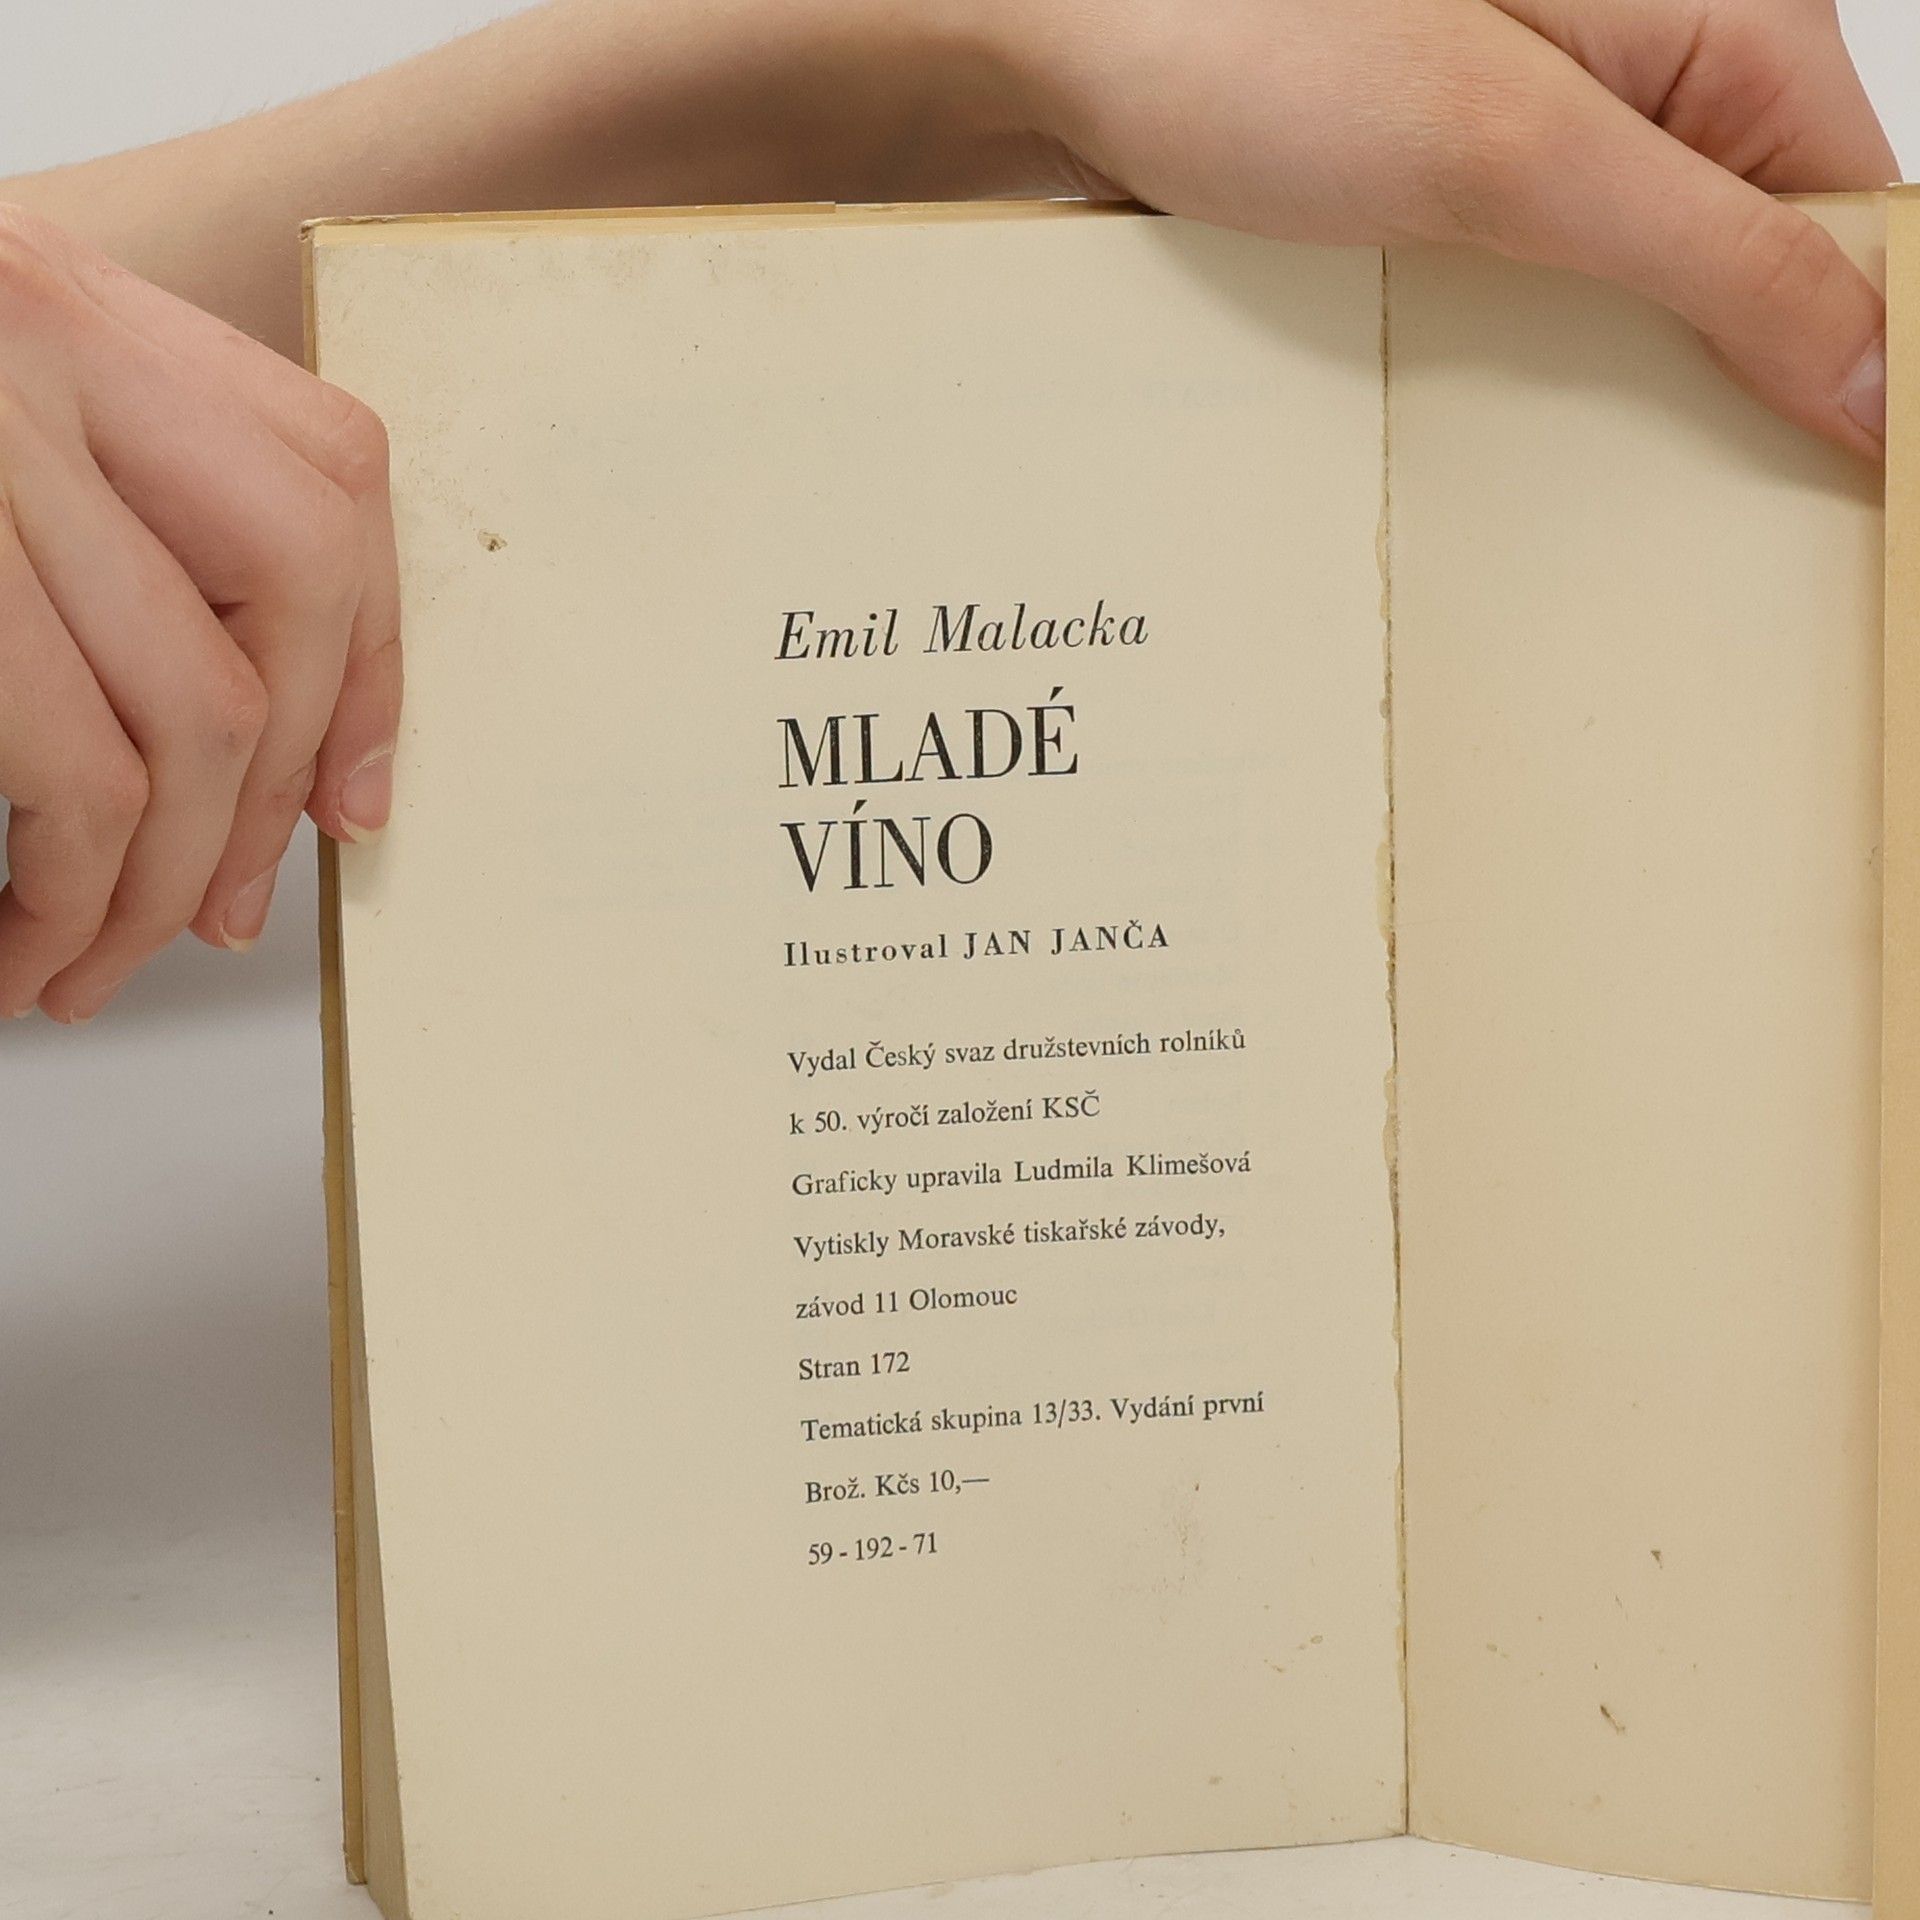 Emil Malacka
MLADÉ
VÍNO
Ilustroval JAN JANČA
Vydal Český svaz družstevních rolníků
k 50. výročí založení KSČ
Graficky upravila Ludmila Klimešová
Vytiskly Moravské tiskařské závody,
závod 11 Olomouc
Stran 172
Tematická skupina 13/33. Vydání první
Brož. Kčs 10,—
59 - 192 - 71